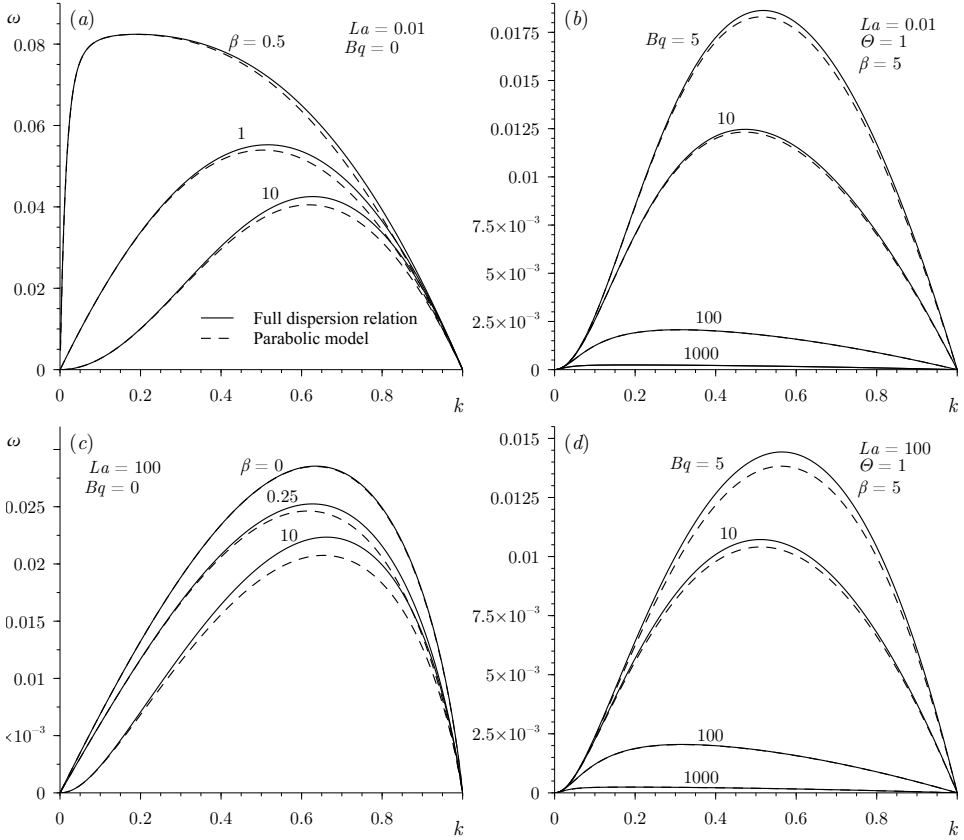 ω
(a)
La = 0.01
Bq = 0
β = 0.5
1
10
Full dispersion relation
Parabolic model
0.08
0.06
0.04
0.02
0
0 0.2 0.4 0.6 0.8 1
k
(b)
La = 0.01
Θ = 1
β = 5
Bq = 5
10
100
1000
0.0175
0.015
0.0125
0.01
7.5×10⁻³
5×10⁻³
2.5×10⁻³
0
0 0.2 0.4 0.6 0.8 1
k
ω
(c)
La = 100
Bq = 0
β = 0
0.25
10
0.025
0.02
0.015
0.01
×10⁻³
0
0 0.2 0.4 0.6 0.8 1
k
(d)
La = 100
Θ = 1
β = 5
Bq = 5
10
100
1000
0.015
0.0125
0.01
7.5×10⁻³
5×10⁻³
2.5×10⁻³
0
0 0.2 0.4 0.6 0.8 1
k